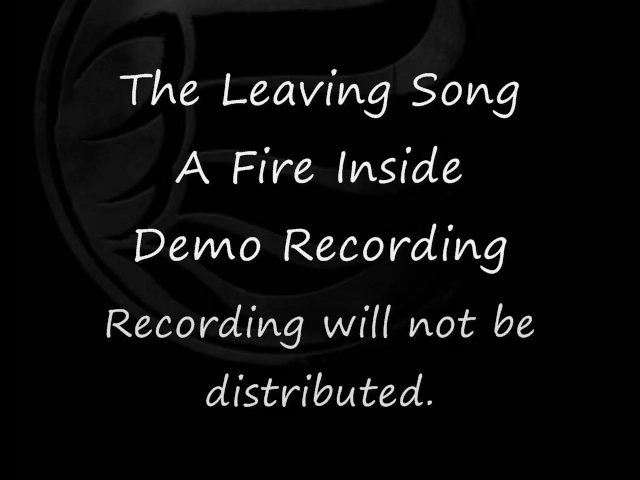 The Leaving Song
A Fire Inside
Demo Recording
Recording will not be
distributed.